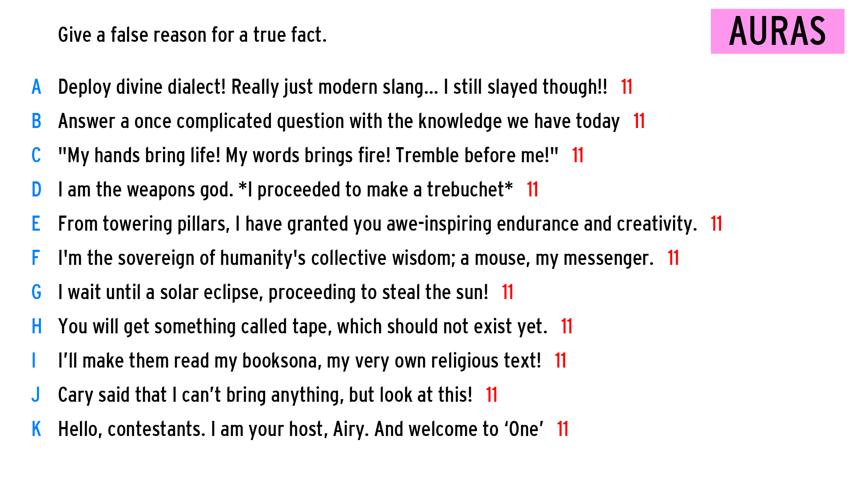 Give a false reason for a true fact.
AURAS
A Deploy divine dialect! Really just modern slang... I still slayed though!! 11
B Answer a once complicated question with the knowledge we have today 11
C "My hands bring life! My words brings fire! Tremble before me!" 11
D I am the weapons god. *I proceeded to make a trebuchet* 11
E From towering pillars, I have granted you awe-inspiring endurance and creativity. 11
F I'm the sovereign of humanity's collective wisdom; a mouse, my messenger. 11
G I wait until a solar eclipse, proceeding to steal the sun! 11
H You will get something called tape, which should not exist yet. 11
I I’ll make them read my booksona, my very own religious text! 11
J Cary said that I can’t bring anything, but look at this! 11
K Hello, contestants. I am your host, Airy. And welcome to ‘One’ 11